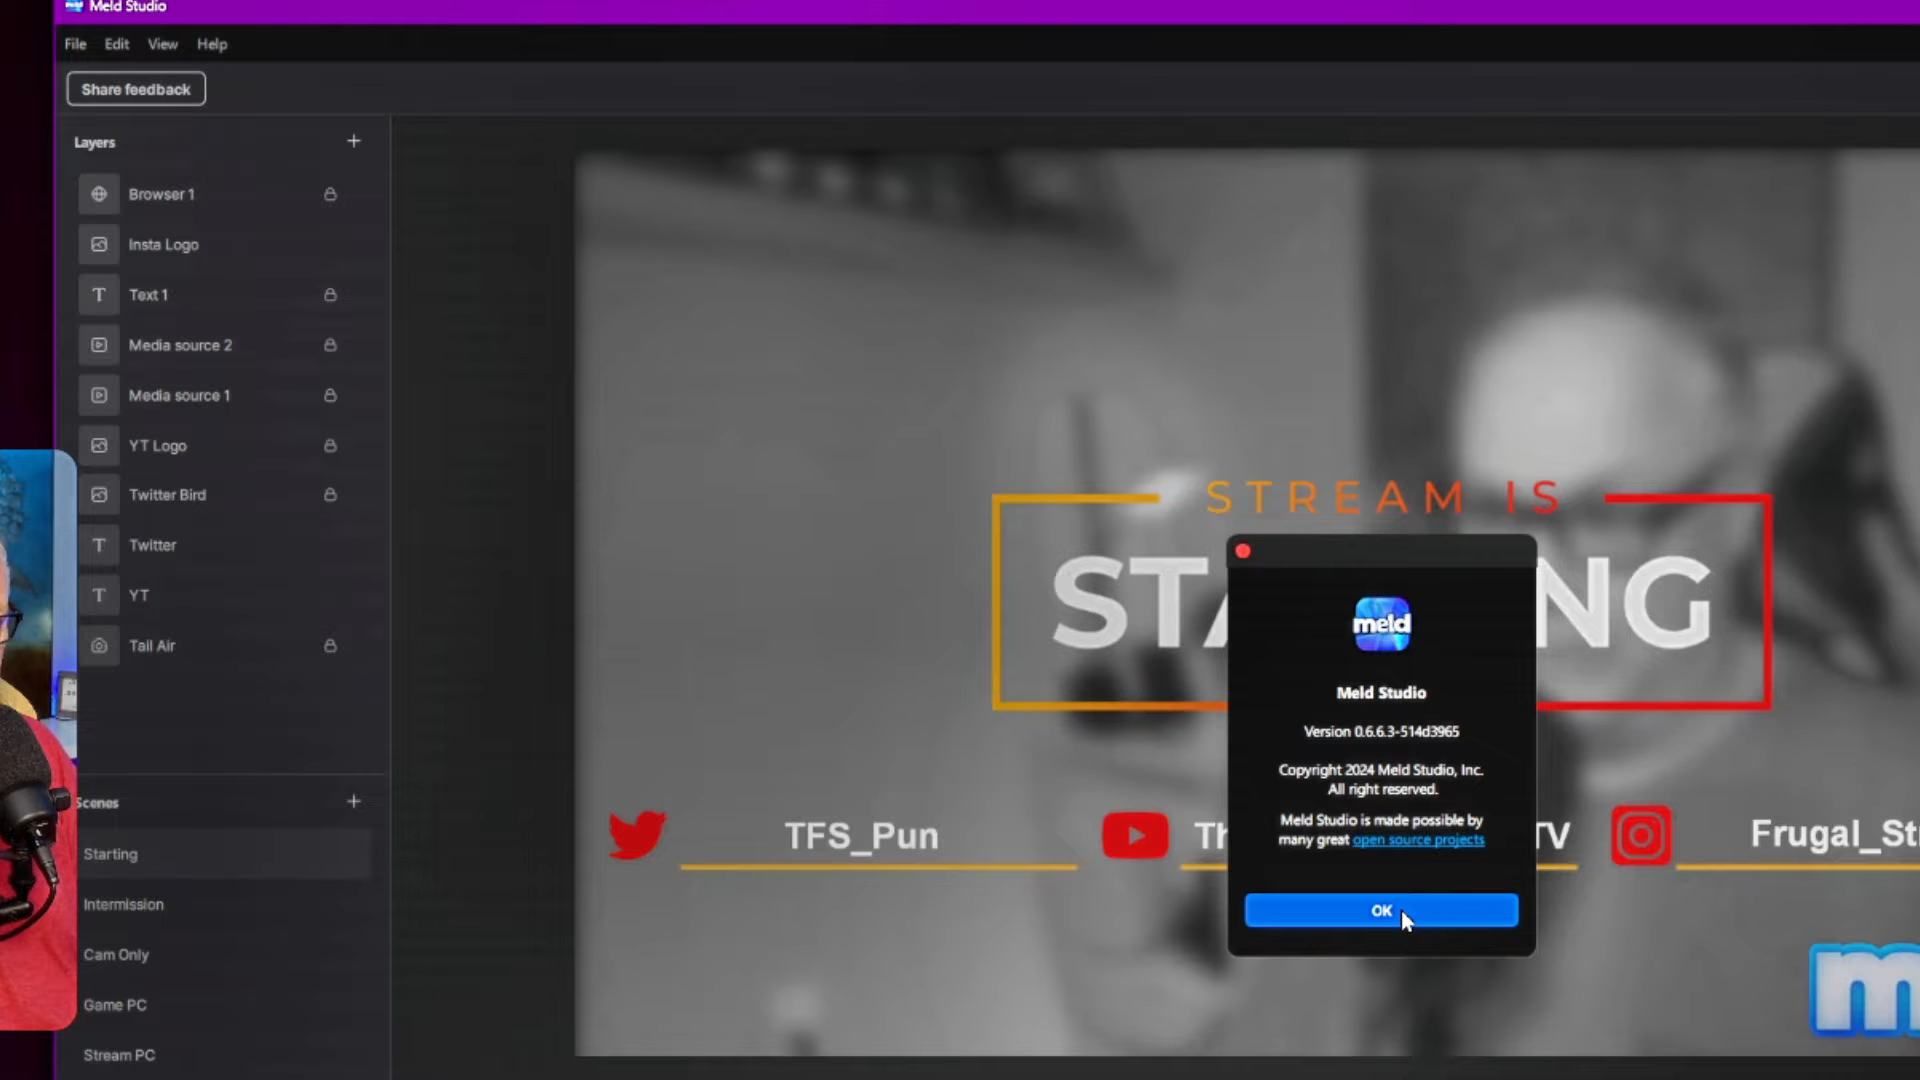 Meld Studio
File Edit View Help
Share feedback
Layers
Browser 1
Insta Logo
Text 1
Media source 2
Media source 1
YT Logo
Twitter Bird
Twitter
YT
Tail Air
Scenes
Starting
Intermission
Cam Only
Game PC
Stream PC
STREAM IS
STA NG
meld
Meld Studio
Version 0.6.6.3-514d3965
Copyright 2024 Meld Studio, Inc.
All right reserved.
Meld Studio is made possible by
many great open source projects
OK
TFS_Pun Th TV Frugal_St
m